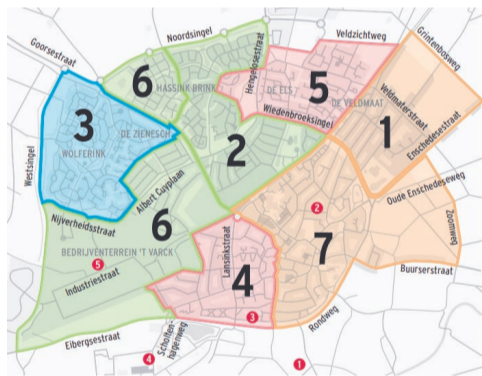 Noordsingel
Veldzichtweg
Grintenbosweg
Goorsestraat
Hengelosestraat
6
HASSINK BRINK
DE ELS
5
DE VELDMAAT
Veldmaterstraat
Enschedesestraat
1
3
WOLFERINK
DE ZIENESCH
Wiedenbroeksingel
2
Westsingel
Albert Cuyplaan
Oude Enschedeseweg
2
6
Nijverheidsstraat
Zoomweg
BEDRIJVENTERREIN 'T VARCK
5
Lansinkstraat
7
Buurserstraat
Industriestraat
4
3
Rondweg
Eibergsestraat
Scholten-
hagenweg
4
1